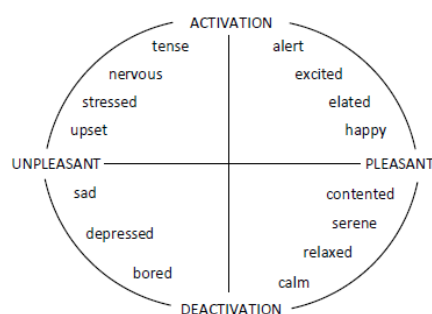 ACTIVATION
tense alert
nervous excited
stressed elated
upset happy
UNPLEASANT PLEASANT
sad contented
serene
depressed
relaxed
bored
calm
DEACTIVATION